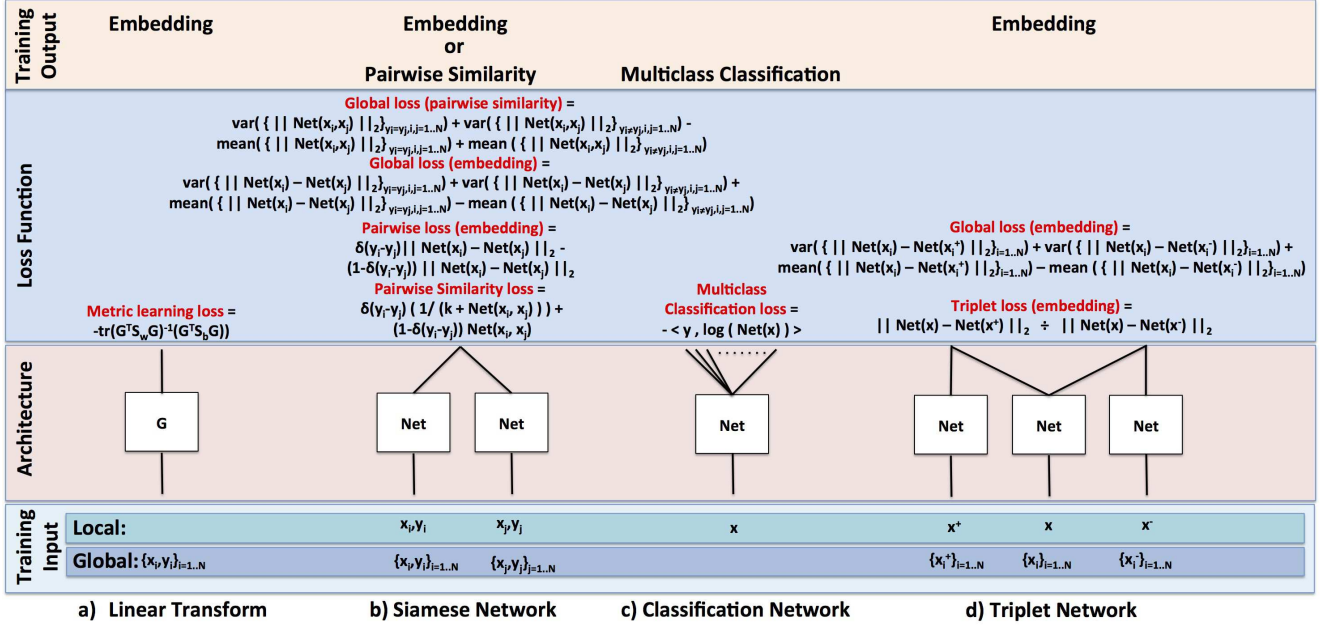 Training Output
Embedding
Embedding
or
Pairwise Similarity
Multiclass Classification
Embedding
Loss Function
Global loss (pairwise similarity) =
var( { || Net(xᵢ,xⱼ) ||₂}yᵢ=yⱼ,i,j=1..N) + var( { || Net(xᵢ,xⱼ) ||₂}yᵢ≠yⱼ,i,j=1..N) -
mean( { || Net(xᵢ,xⱼ) ||₂}yᵢ=yⱼ,i,j=1..N) + mean ( { || Net(xᵢ,xⱼ) ||₂}yᵢ≠yⱼ,i,j=1..N)
Global loss (embedding) =
var( { || Net(xᵢ) – Net(xⱼ) ||₂}yᵢ=yⱼ,i,j=1..N) + var( { || Net(xᵢ) – Net(xⱼ) ||₂}yᵢ≠yⱼ,i,j=1..N) +
mean( { || Net(xᵢ) – Net(xⱼ) ||₂}yᵢ=yⱼ,i,j=1..N) – mean ( { || Net(xᵢ) – Net(xⱼ) ||₂}yᵢ≠yⱼ,i,j=1..N)
Pairwise loss (embedding) =
δ(yᵢ-yⱼ)|| Net(xᵢ) – Net(xⱼ) ||₂ -
(1-δ(yᵢ-yⱼ)) || Net(xᵢ) – Net(xⱼ) ||₂
Pairwise Similarity loss =
δ(yᵢ-yⱼ) ( 1/ (k + Net(xᵢ, xⱼ) ) ) +
(1-δ(yᵢ-yⱼ)) Net(xᵢ, xⱼ)
Global loss (embedding) =
var( { || Net(xᵢ) – Net(xᵢ⁺) ||₂}i=1..N) + var( { || Net(xᵢ) – Net(xᵢ⁻) ||₂}i=1..N) +
mean( { || Net(xᵢ) – Net(xᵢ⁺) ||₂}i=1..N) – mean ( { || Net(xᵢ) – Net(xᵢ⁻) ||₂}i=1..N)
Metric learning loss=
-tr(GᵀS_wG)⁻¹(GᵀS_bG))
Multiclass
Classification loss=
- < y , log ( Net(x) ) >
Triplet loss (embedding) =
|| Net(x) – Net(x⁺) ||₂ ÷ || Net(x) – Net(x⁻) ||₂
.......
Architecture
G
Net
Net
Net
Net
Net
Net
Training Input
Local:
xᵢ,yᵢ
xⱼ,yⱼ
x
x⁺
x
x⁻
Global: {xᵢ,yᵢ}i=1..N
{xᵢ,yᵢ}i=1..N
{xⱼ,yⱼ}j=1..N
{xᵢ⁺}i=1..N
{xᵢ}i=1..N
{xᵢ⁻}i=1..N
a) Linear Transform
b) Siamese Network
c) Classification Network
d) Triplet Network